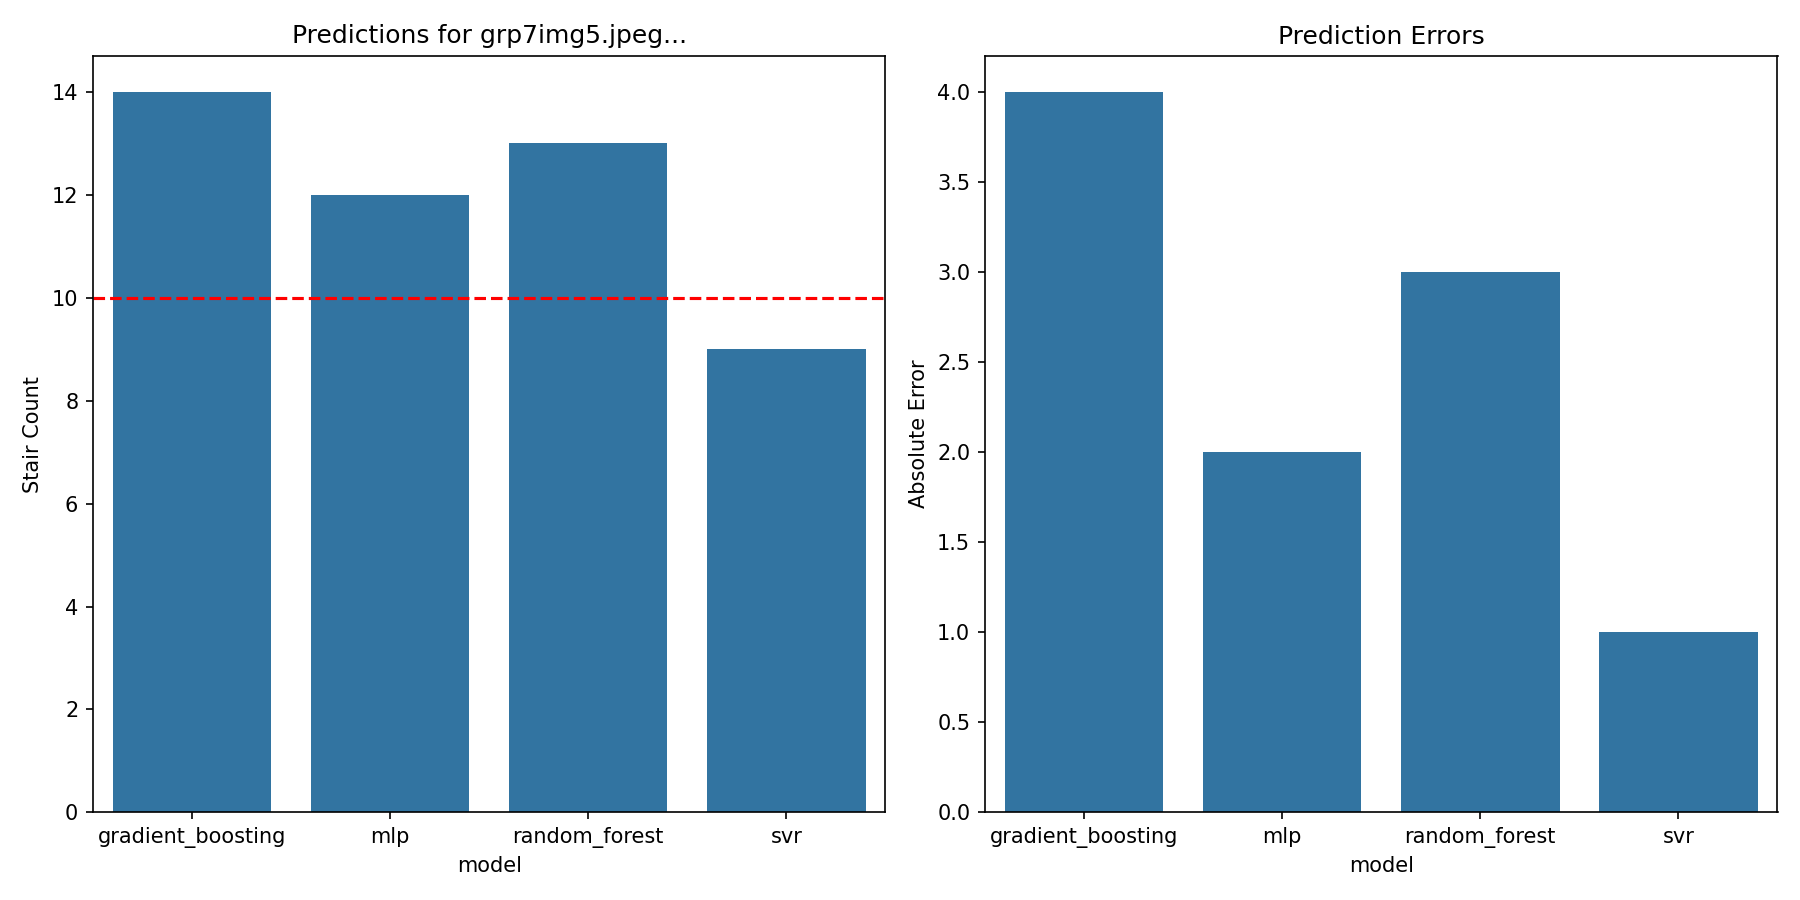 Predictions for grp7img5.jpeg...
Stair Count
14
12
10
8
6
4
2
0
gradient_boosting mlp random_forest svr
model
Prediction Errors
Absolute Error
4.0
3.5
3.0
2.5
2.0
1.5
1.0
0.5
0.0
gradient_boosting mlp random_forest svr
model